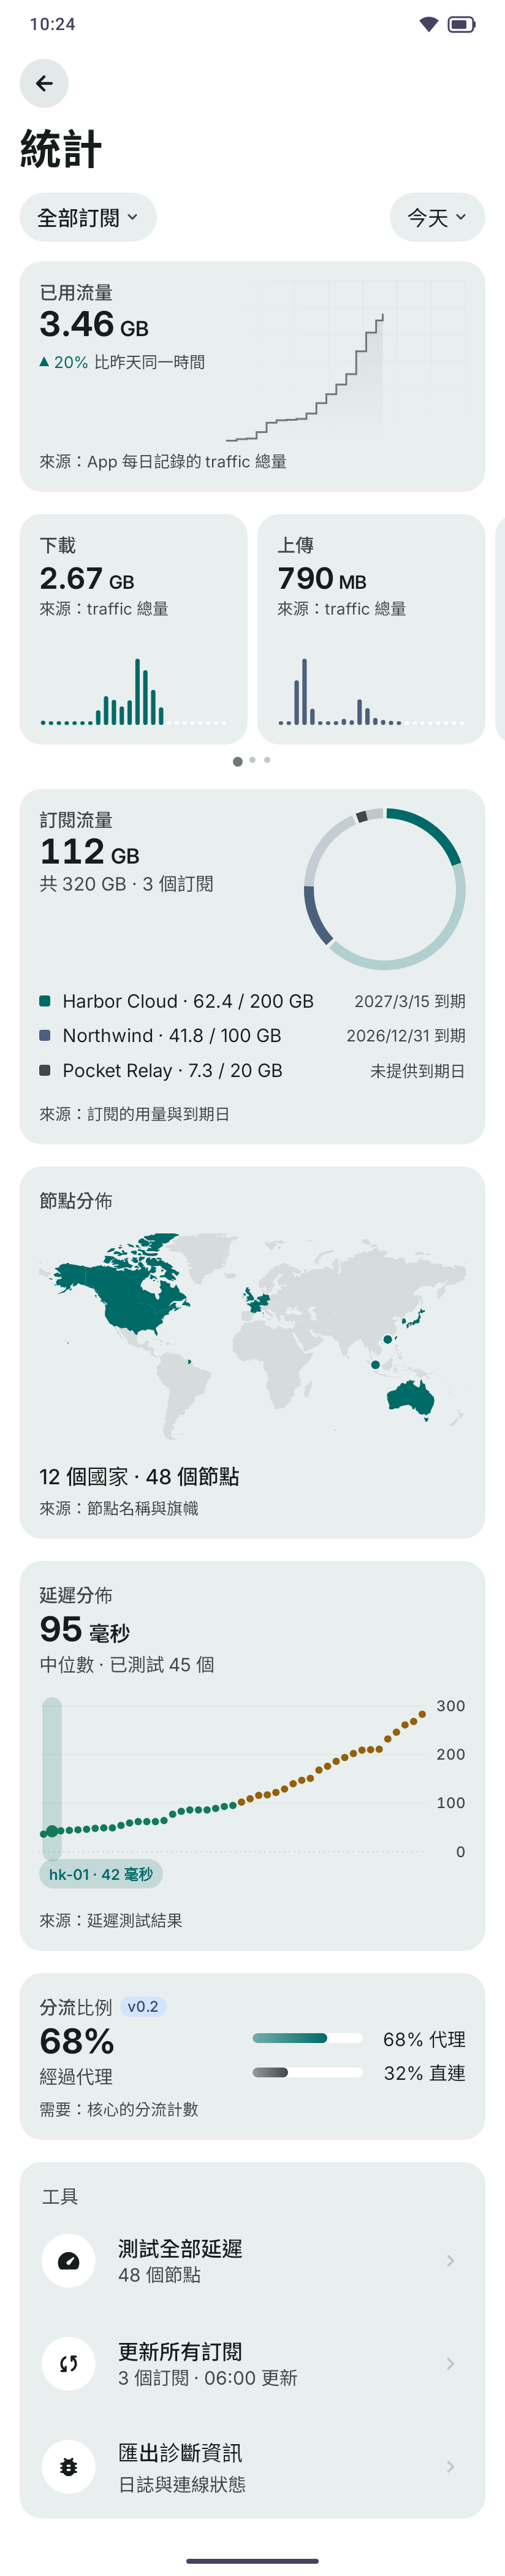 10:24
統計
全部訂閱
今天
已用流量
3.46 GB
▲ 20% 比昨天同一時間
來源：App 每日記錄的 traffic 總量
下載
2.67 GB
來源：traffic 總量
上傳
790 MB
來源：traffic 總量
訂閱流量
112 GB
共 320 GB · 3 個訂閱
Harbor Cloud · 62.4 / 200 GB
2027/3/15 到期
Northwind · 41.8 / 100 GB
2026/12/31 到期
Pocket Relay · 7.3 / 20 GB
未提供到期日
來源：訂閱的用量與到期日
節點分佈
12 個國家 · 48 個節點
來源：節點名稱與旗幟
延遲分佈
95 毫秒
中位數 · 已測試 45 個
300
200
100
0
hk-01 · 42 毫秒
來源：延遲測試結果
分流比例 v0.2
68%
經過代理
68% 代理
32% 直連
需要：核心的分流計數
工具
測試全部延遲
48 個節點
更新所有訂閱
3 個訂閱 · 06:00 更新
匯出診斷資訊
日誌與連線狀態